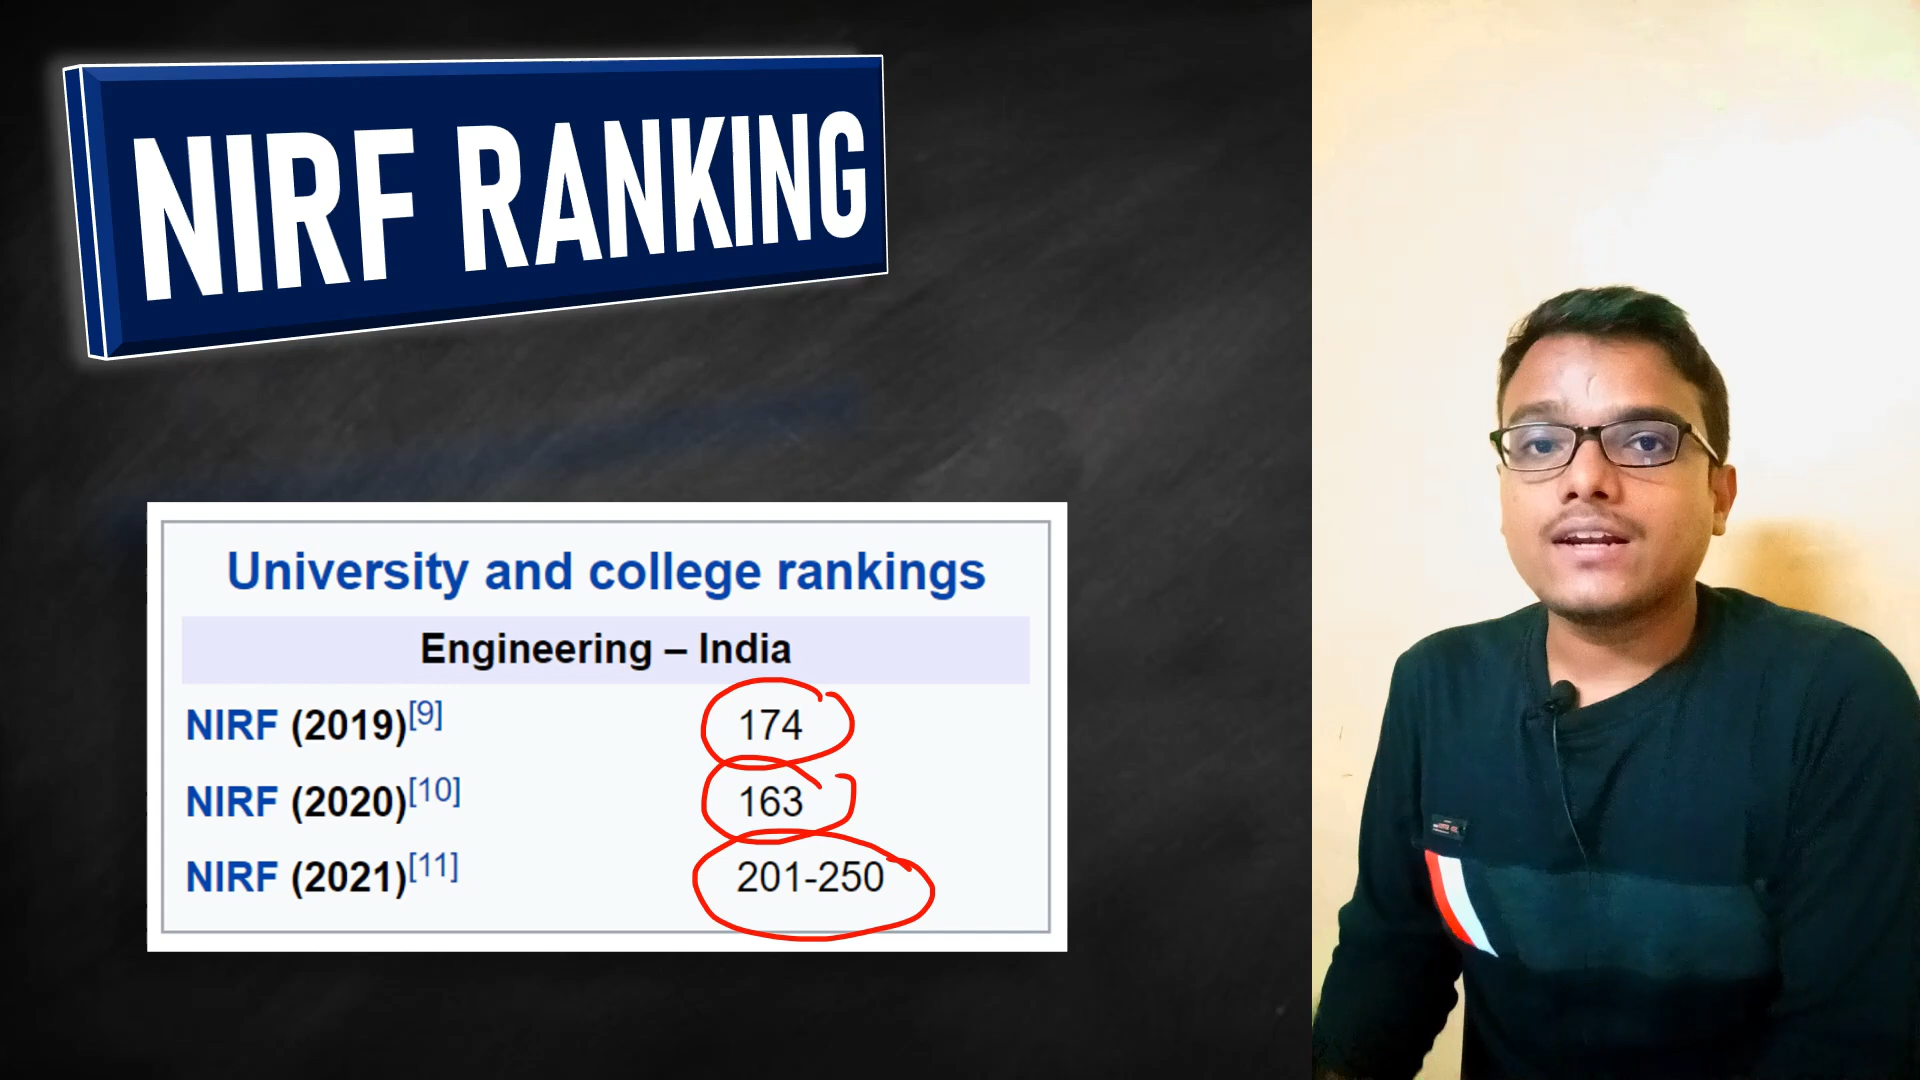 NIRF RANKING
University and college rankings
Engineering – India
NIRF (2019)[9] 174
NIRF (2020)[10] 163
NIRF (2021)[11] 201-250